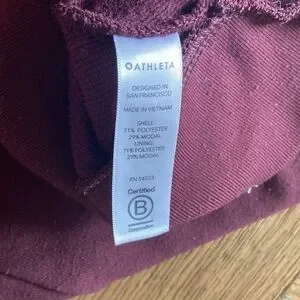 ATHLETA
DESIGNED IN
SAN FRANCISCO
MADE IN VIETNAM
SHELL:
71% POLYESTER
29% MODAL
LINING:
71% POLYESTER
29% MODAL
RN 54023
Certified
B
Corporation